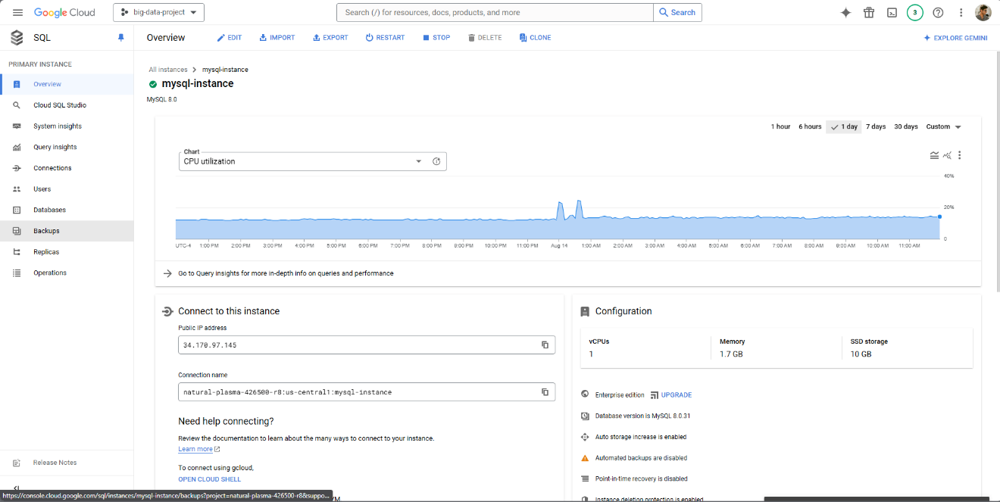 Google Cloud
big-data-project
Search (/) for resources, docs, products, and more
Search
3
SQL
Overview
EDIT
IMPORT
EXPORT
RESTART
STOP
DELETE
CLONE
EXPLORE GEMINI
PRIMARY INSTANCE
Overview
Cloud SQL Studio
System insights
Query insights
Connections
Users
Databases
Backups
Replicas
Operations
Release Notes
All instances
mysql-instance
mysql-instance
MySQL 8.0
1 hour
6 hours
1 day
7 days
30 days
Custom
Chart
CPU utilization
40%
20%
0
UTC-4 1:00 PM 2:00 PM 3:00 PM 4:00 PM 5:00 PM 6:00 PM 7:00 PM 8:00 PM 9:00 PM 10:00 PM 11:00 PM Aug 14 1:00 AM 2:00 AM 3:00 AM 4:00 AM 5:00 AM 6:00 AM 7:00 AM 8:00 AM 9:00 AM 10:00 AM 11:00 AM
Go to Query insights for more in-depth info on queries and performance
Connect to this instance
Public IP address
34.170.97.145
Connection name
natural-plasma-426500-r8:us-central1:mysql-instance
Need help connecting?
Review the documentation to learn about the many ways to connect to your instance.
Learn more
To connect using gcloud,
OPEN CLOUD SHELL
VM
Configuration
vCPUs
1
Memory
1.7 GB
SSD storage
10 GB
Enterprise edition
UPGRADE
Database version is MySQL 8.0.31
Auto storage increase is enabled
Automated backups are disabled
Point-in-time recovery is disabled
Instance deletion protection is enabled
https://console.cloud.google.com/sql/instances/mysql-instance/backups?project=natural-plasma-426500-r8&suppo...